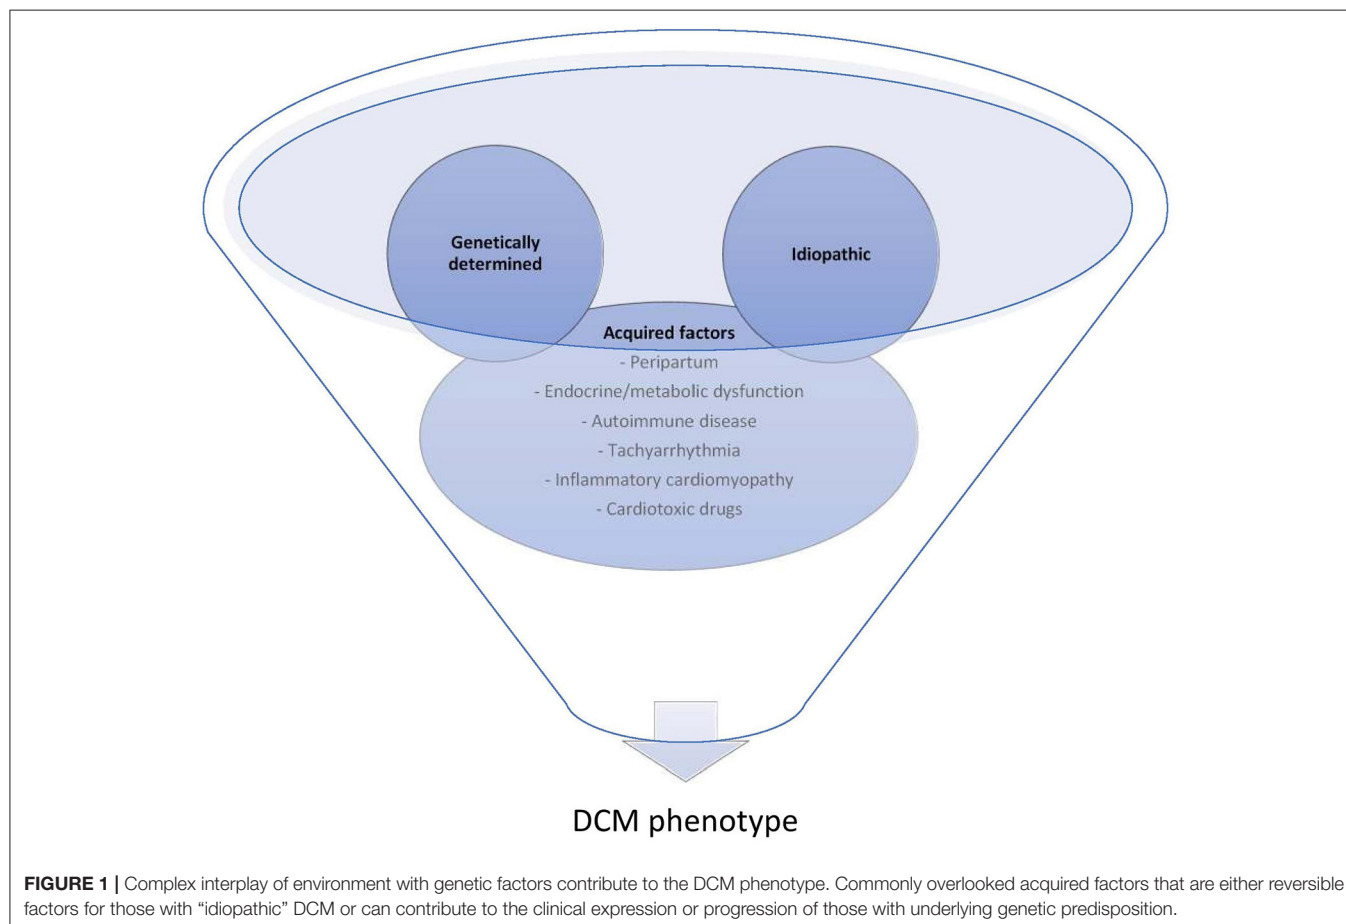 Genetically
determined
Idiopathic
Acquired factors
- Peripartum
- Endocrine/metabolic dysfunction
- Autoimmune disease
- Tachyarrhythmia
- Inflammatory cardiomyopathy
- Cardiotoxic drugs
DCM phenotype
FIGURE 1 | Complex interplay of environment with genetic factors contribute to the DCM phenotype. Commonly overlooked acquired factors that are either reversible
factors for those with “idiopathic” DCM or can contribute to the clinical expression or progression of those with underlying genetic predisposition.